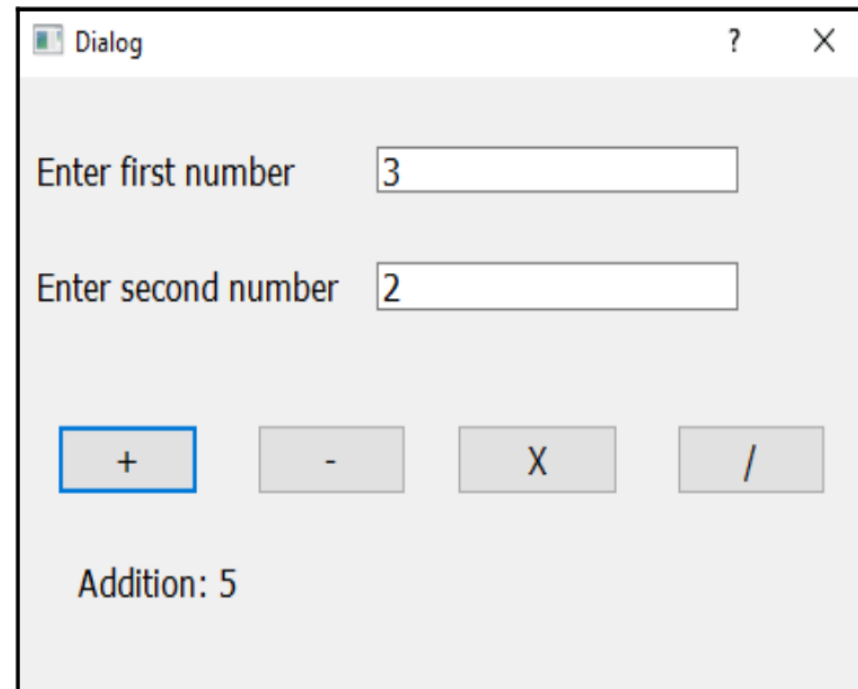 Dialog ? X
Enter first number 3
Enter second number 2
+ - X /
Addition: 5